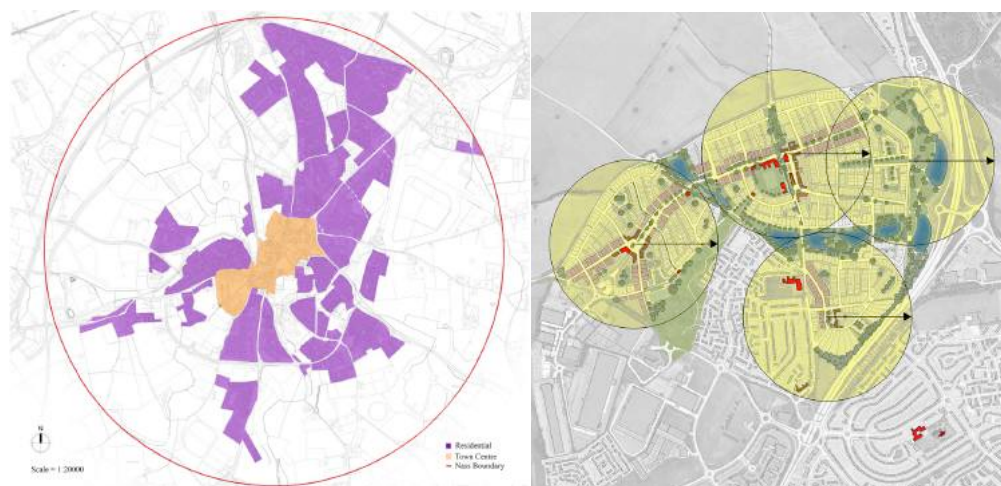 N
Scale = 1:20000
Residential
Town Centre
Naas Boundary